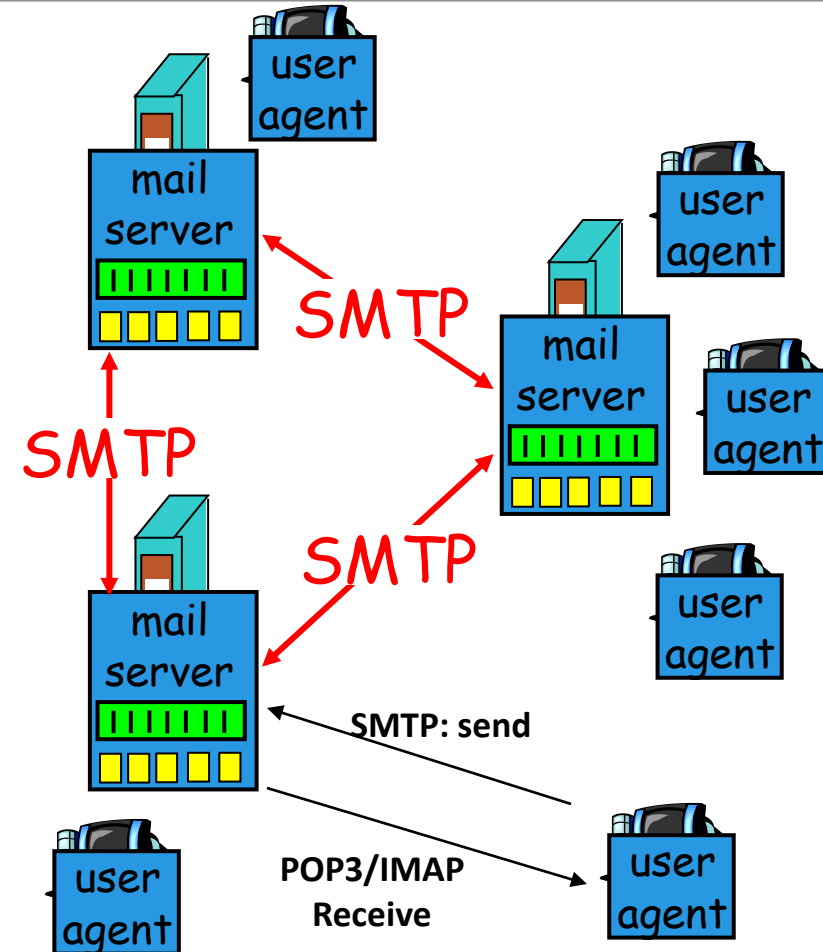 user
agent
mail
server
user
agent
SMTP
mail
server
user
agent
SMTP
SMTP
user
agent
mail
server
SMTP: send
POP3/IMAP
Receive
user
agent
user
agent